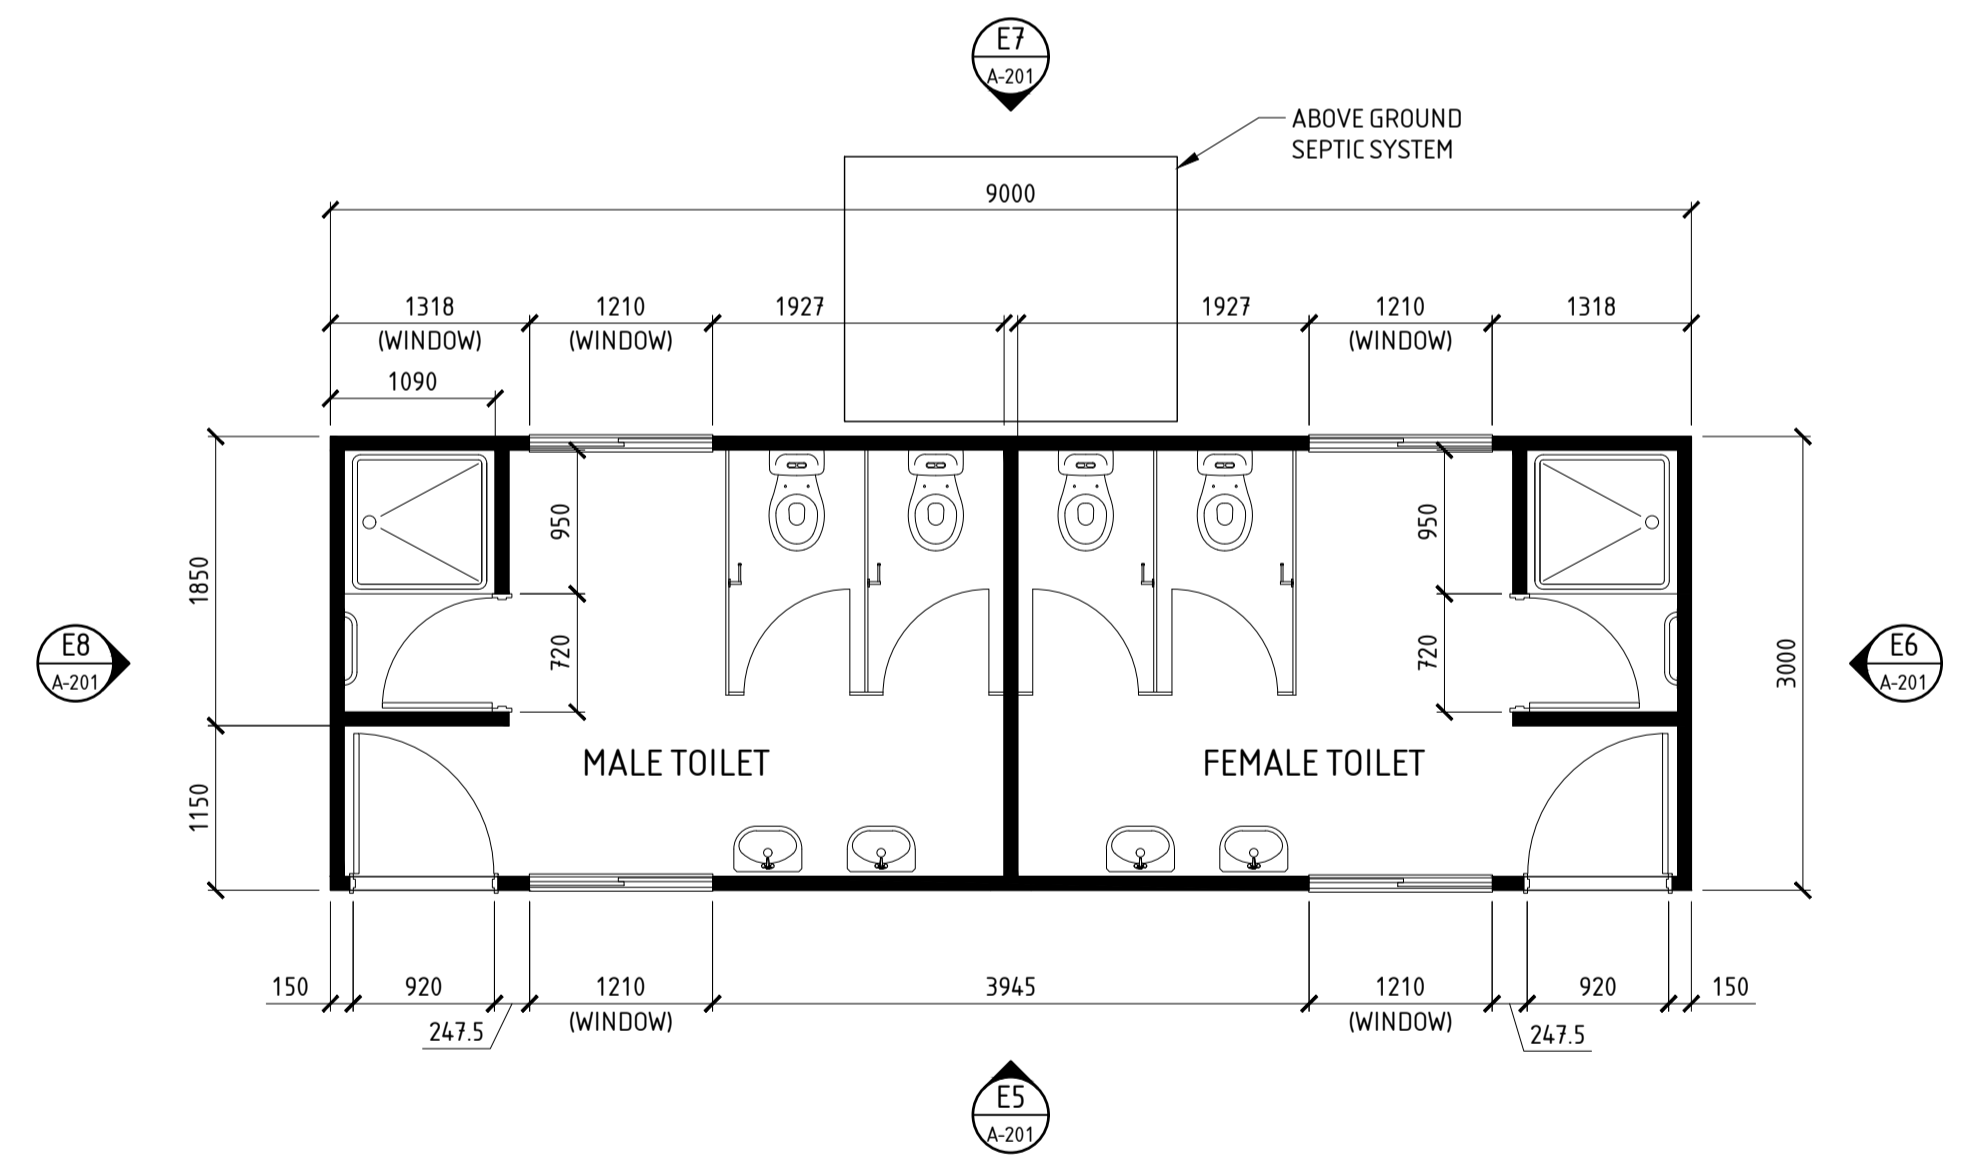 E7
A-201
ABOVE GROUND
SEPTIC SYSTEM
9000
1318 1210 1927 1927 1210 1318
(WINDOW) (WINDOW) (WINDOW)
1090
950 950
1850
720 720
E8
A-201
3000
E6
A-201
MALE TOILET FEMALE TOILET
1150
150 920 1210 3945 1210 920 150
(WINDOW) (WINDOW)
247.5 247.5
E5
A-201